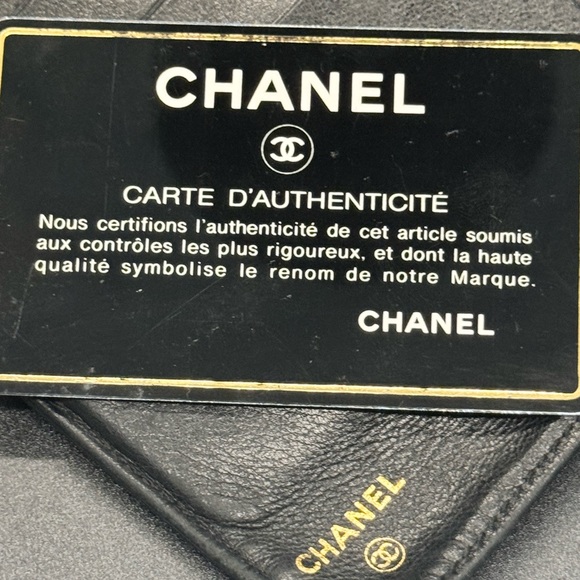 CHANEL
CARTE D'AUTHENTICITÉ
Nous certifions l'authenticité de cet article soumis
aux contrôles les plus rigoureux, et dont la haute
qualité symbolise le renom de notre Marque.
CHANEL
CHANEL